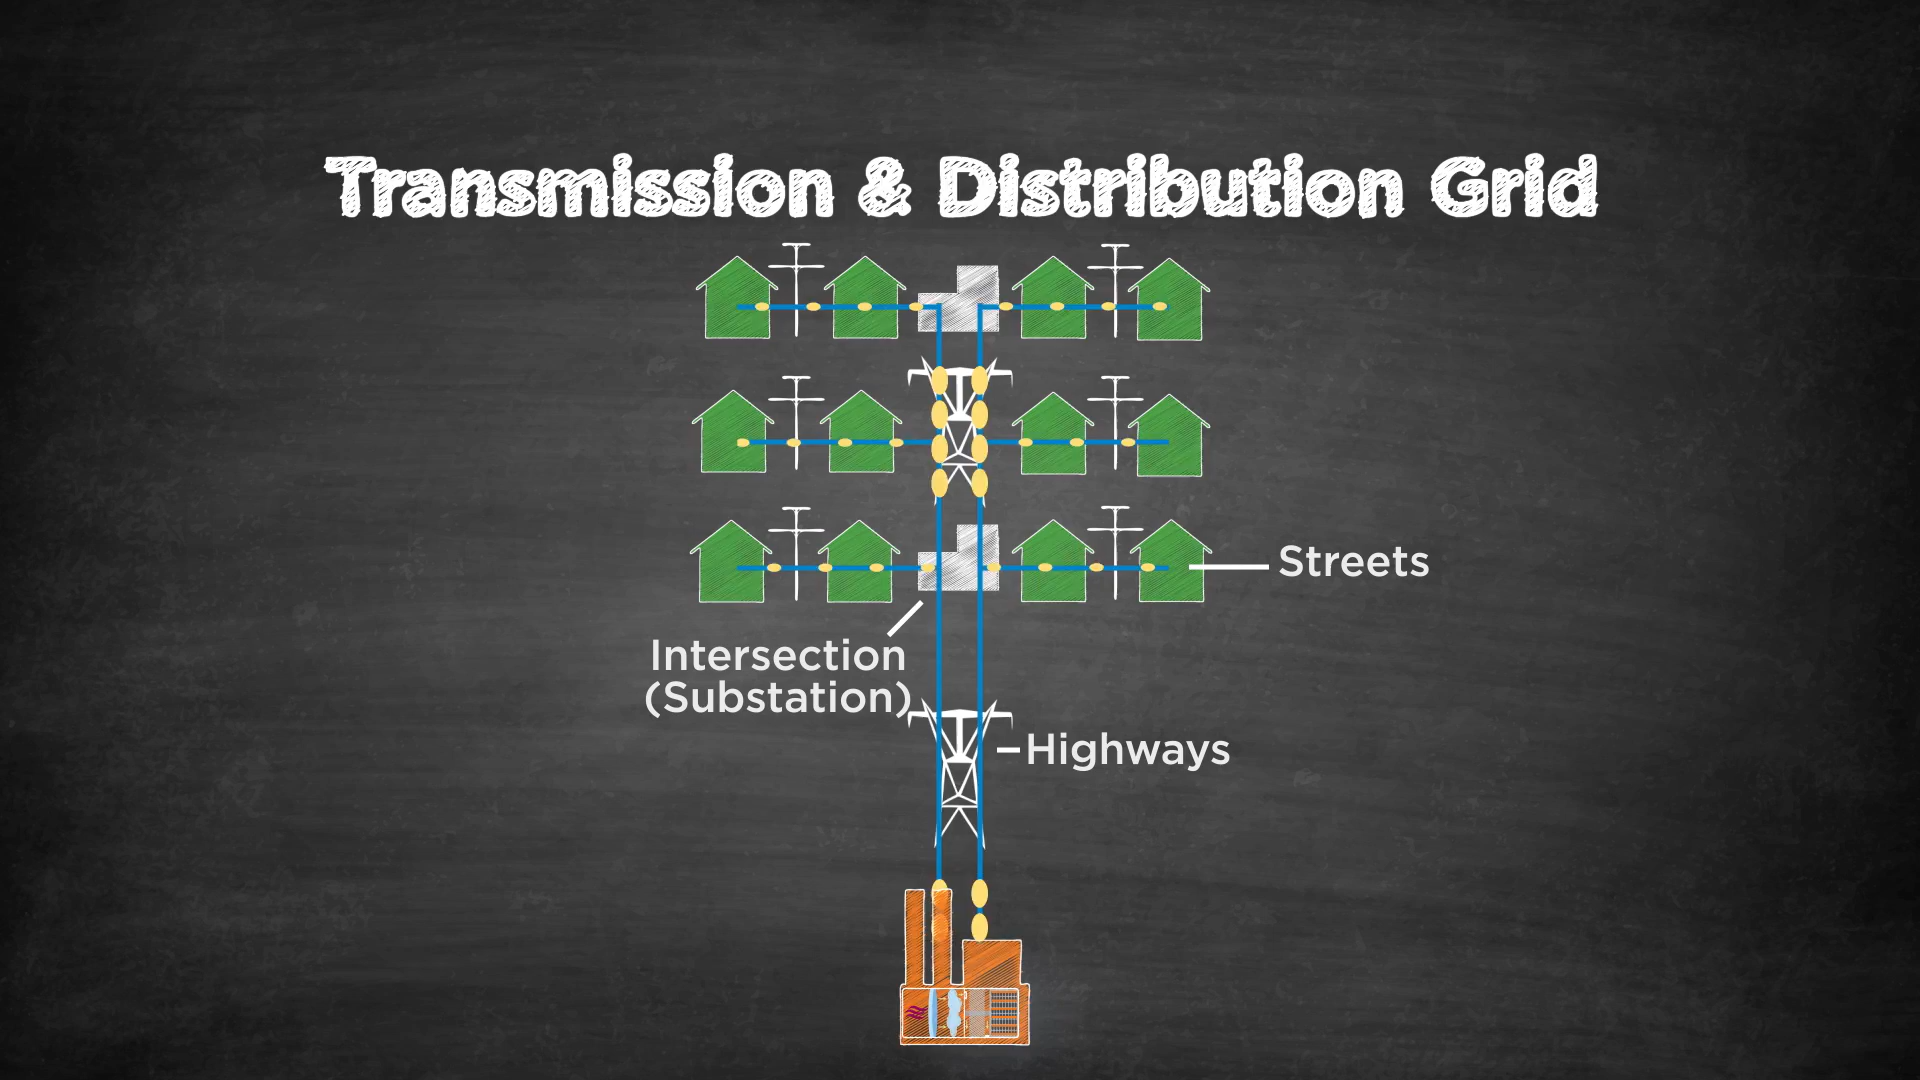 Transmission & Distribution Grid
Streets
Intersection
(Substation)
Highways